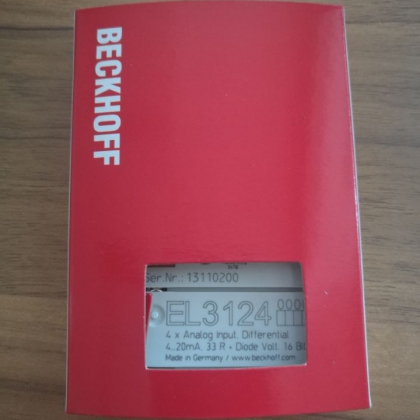 BECKHOFF
Ser.Nr.: 13110200
EL3124
4 x Analog Input, Differential
4..20mA, 33 R + Diode Volt. 16 Bit
Made in Germany / www.beckhoff.com